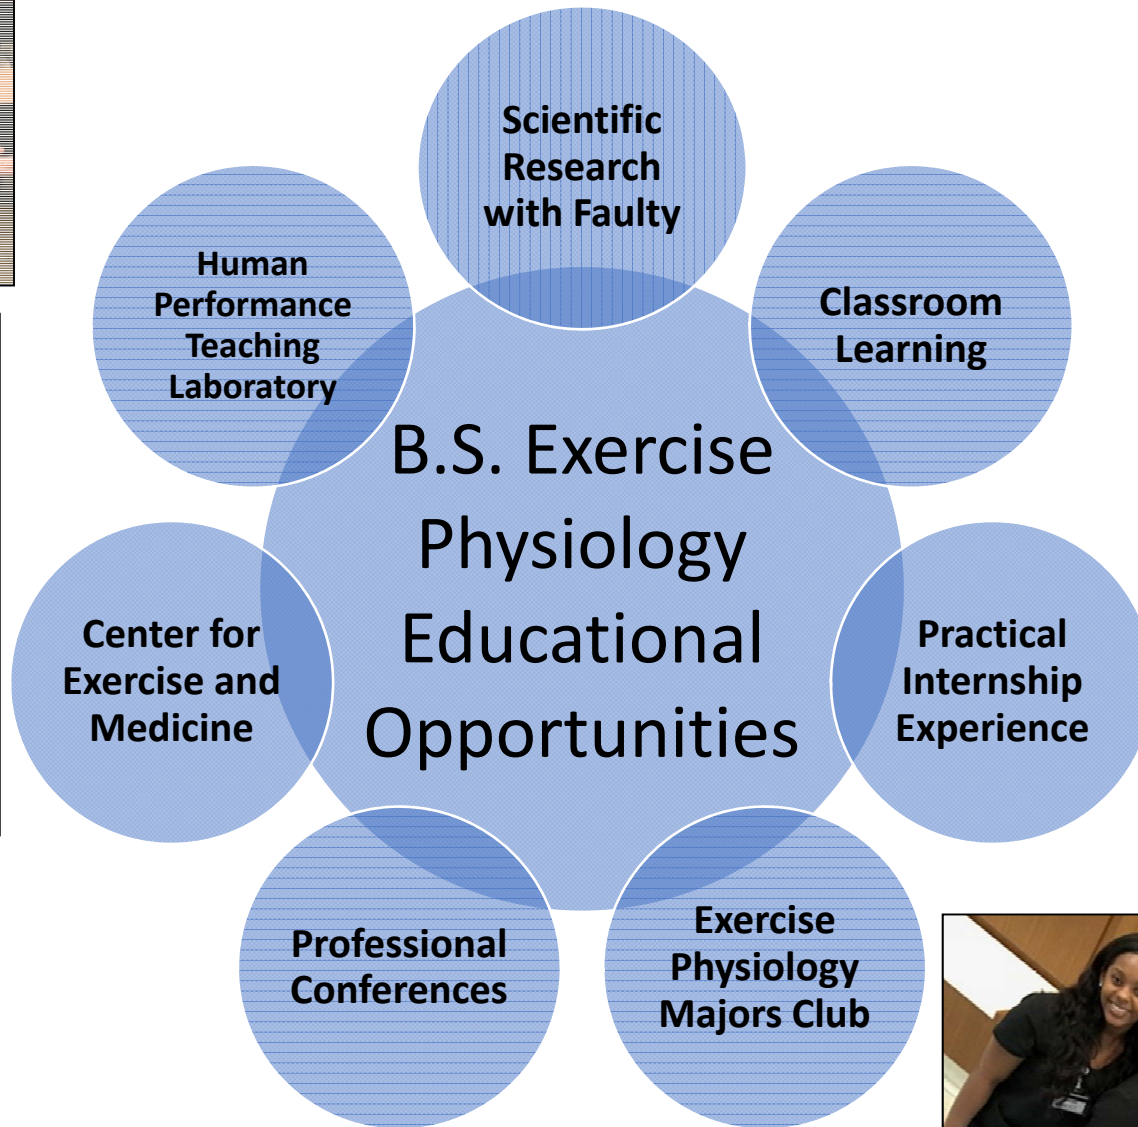 Scientific
Research
with Faulty
Human
Performance
Teaching
Laboratory
Classroom
Learning
B.S. Exercise
Physiology
Educational
Opportunities
Center for
Exercise and
Medicine
Practical
Internship
Experience
Professional
Conferences
Exercise
Physiology
Majors Club